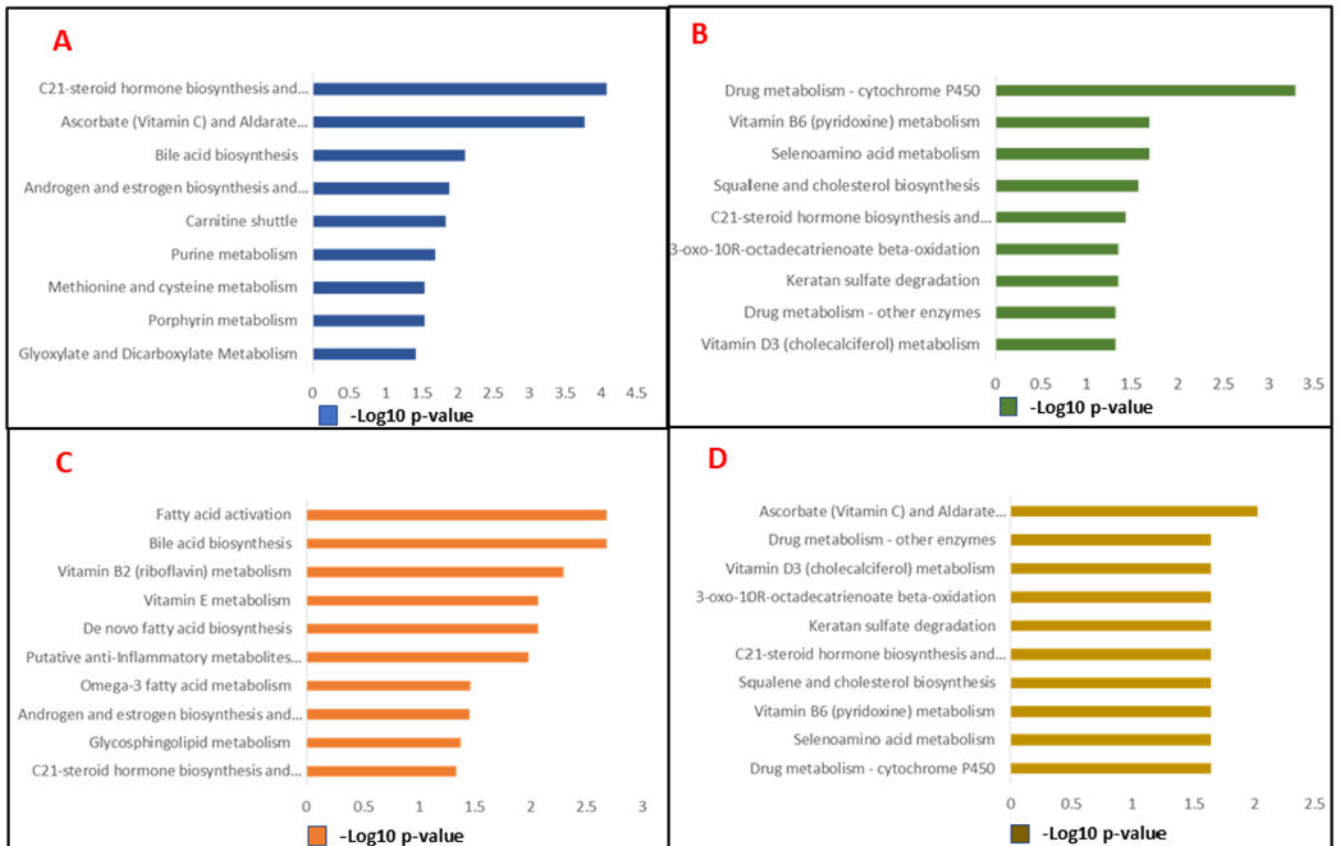 A
C21-steroid hormone biosynthesis and...
Ascorbate (Vitamin C) and Aldarate...
Bile acid biosynthesis
Androgen and estrogen biosynthesis and...
Carnitine shuttle
Purine metabolism
Methionine and cysteine metabolism
Porphyrin metabolism
Glyoxylate and Dicarboxylate Metabolism
0 0.5 1 1.5 2 2.5 3 3.5 4 4.5
-Log10 p-value
B
Drug metabolism - cytochrome P450
Vitamin B6 (pyridoxine) metabolism
Selenoamino acid metabolism
Squalene and cholesterol biosynthesis
C21-steroid hormone biosynthesis and...
3-oxo-10R-octadecatrienoate beta-oxidation
Keratan sulfate degradation
Drug metabolism - other enzymes
Vitamin D3 (cholecalciferol) metabolism
0 0.5 1 1.5 2 2.5 3 3.5
-Log10 p-value
C
Fatty acid activation
Bile acid biosynthesis
Vitamin B2 (riboflavin) metabolism
Vitamin E metabolism
De novo fatty acid biosynthesis
Putative anti-Inflammatory metabolites...
Omega-3 fatty acid metabolism
Androgen and estrogen biosynthesis and...
Glycosphingolipid metabolism
C21-steroid hormone biosynthesis and...
0 0.5 1 1.5 2 2.5 3
-Log10 p-value
D
Ascorbate (Vitamin C) and Aldarate...
Drug metabolism - other enzymes
Vitamin D3 (cholecalciferol) metabolism
3-oxo-10R-octadecatrienoate beta-oxidation
Keratan sulfate degradation
C21-steroid hormone biosynthesis and...
Squalene and cholesterol biosynthesis
Vitamin B6 (pyridoxine) metabolism
Selenoamino acid metabolism
Drug metabolism - cytochrome P450
0 0.5 1 1.5 2 2.5
-Log10 p-value